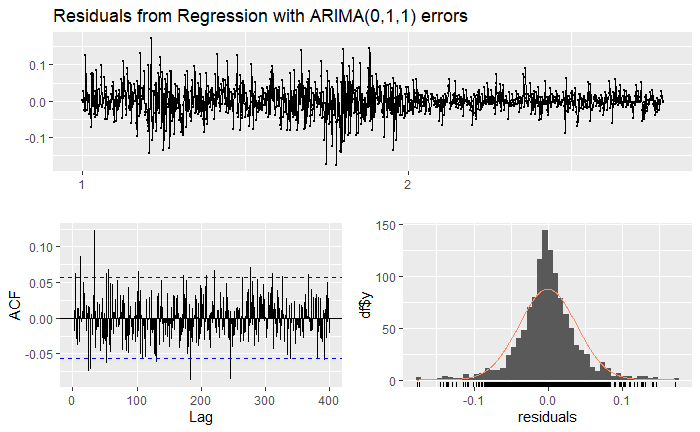 Residuals from Regression with ARIMA(0,1,1) errors
0.1
0.0
-0.1
1 2
ACF
0.10
0.05
0.00
-0.05
0 100 200 300 400
Lag
df$y
150
100
50
0
-0.1 0.0 0.1
residuals